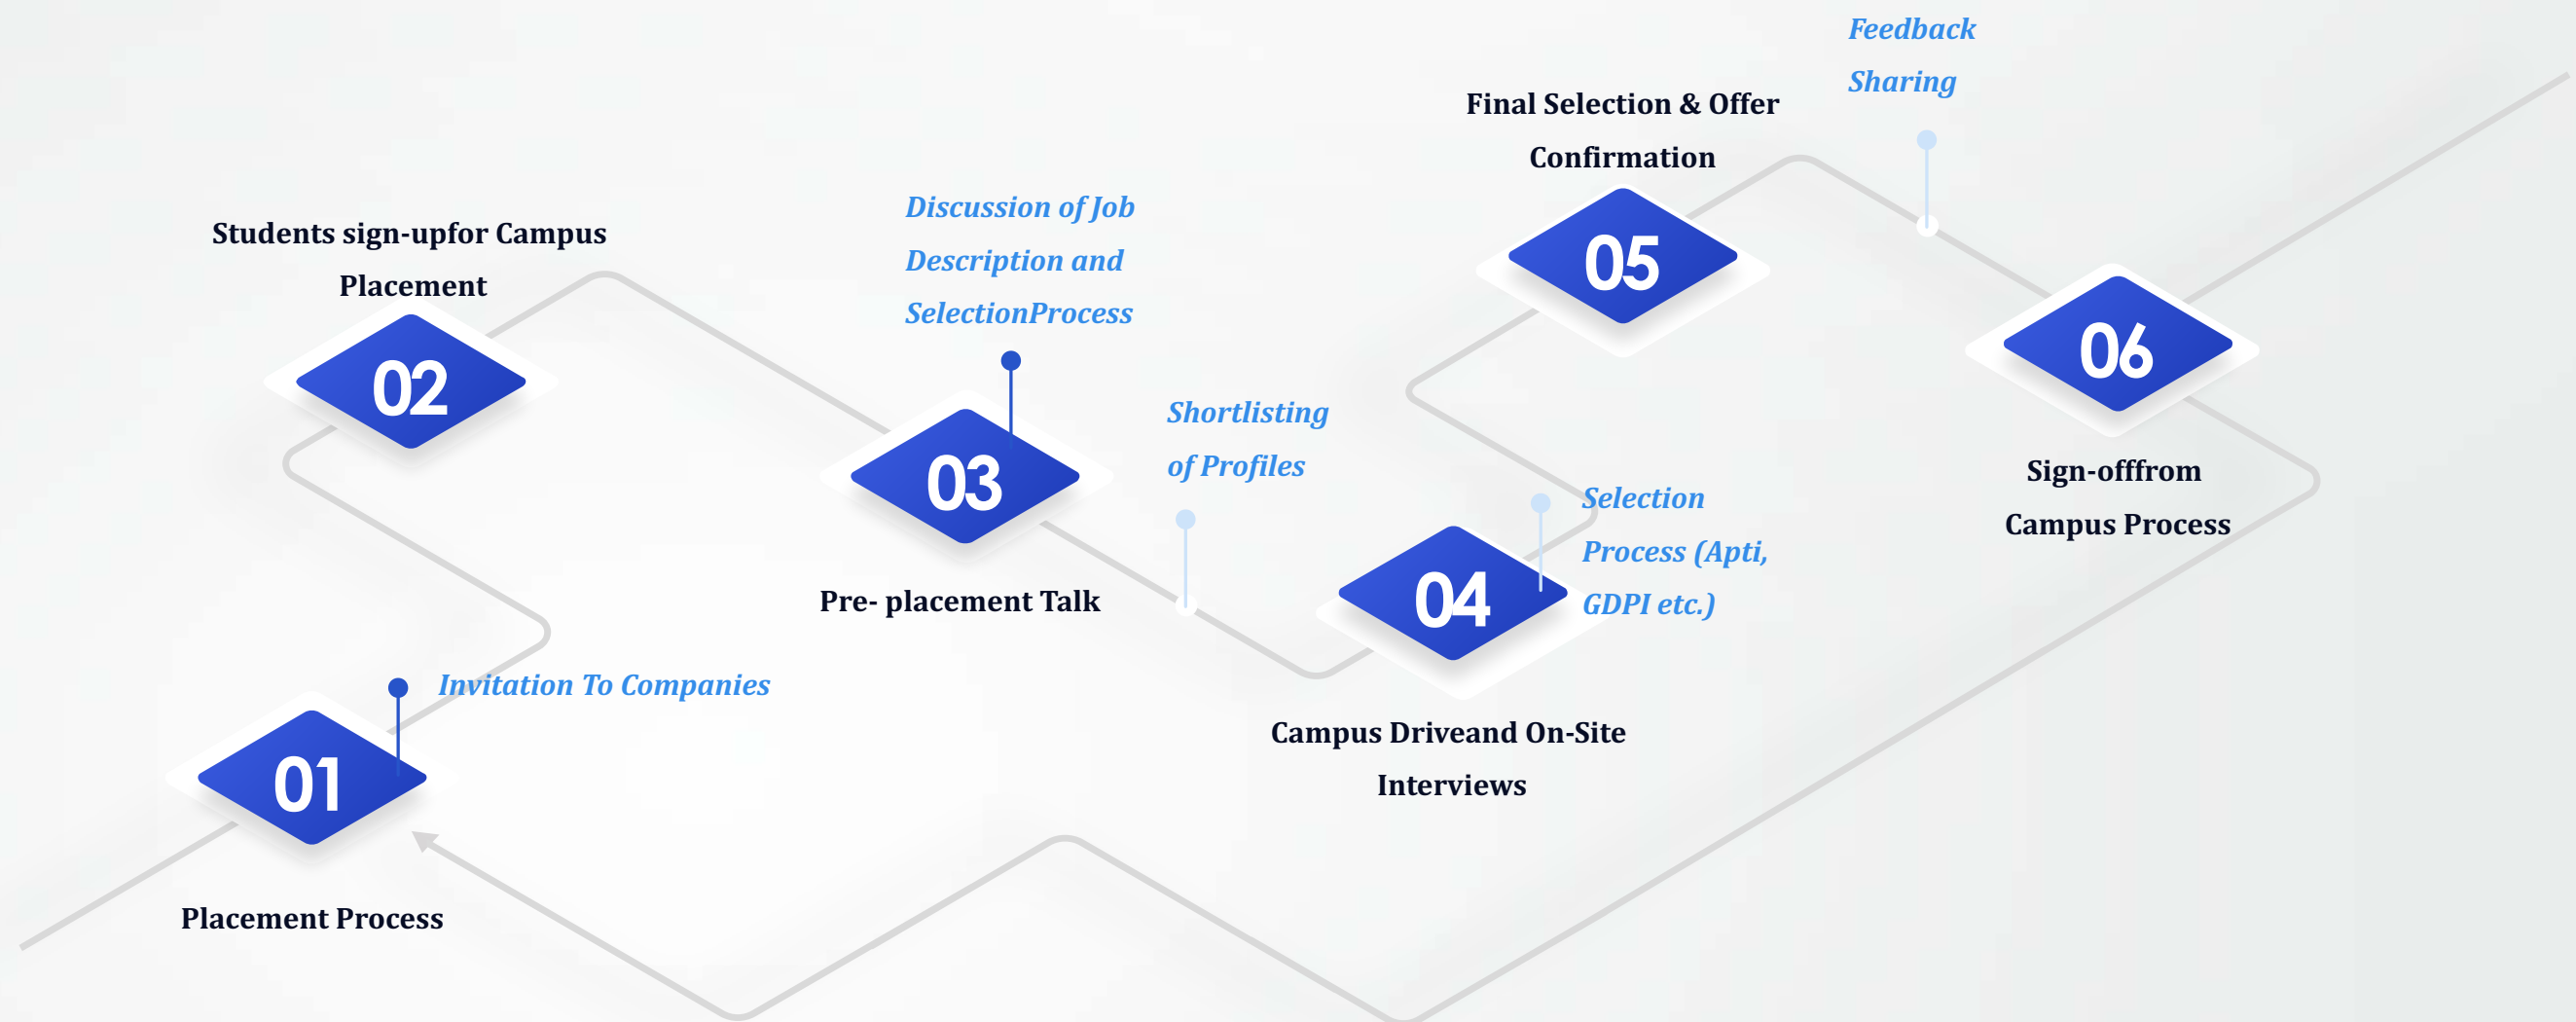 01
Placement Process
Invitation To Companies
Students sign-upfor Campus
Placement
02
Discussion of Job
Description and
SelectionProcess
03
Pre- placement Talk
Shortlisting
of Profiles
04
Selection
Process (Apti,
GDPI etc.)
Campus Driveand On-Site
Interviews
Final Selection & Offer
Confirmation
05
Feedback
Sharing
06
Sign-offfrom
Campus Process